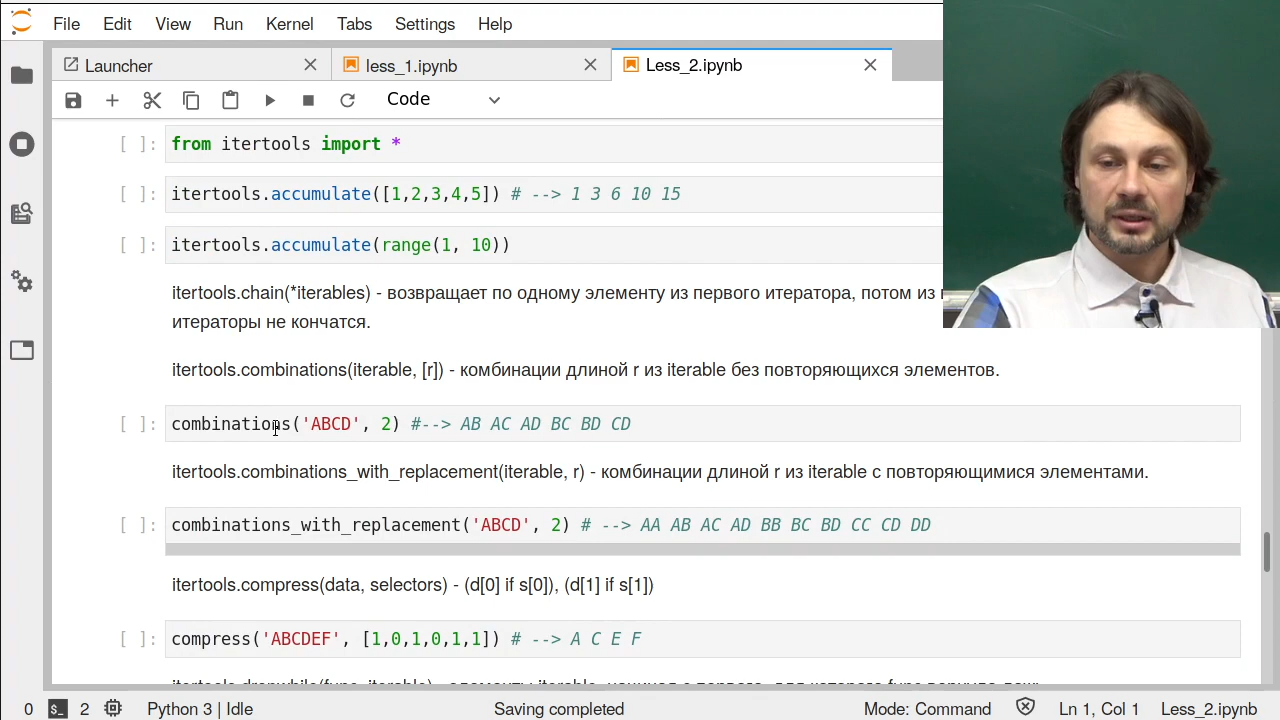 File Edit View Run Kernel Tabs Settings Help
Launcher less_1.ipynb Less_2.ipynb
Code
[ ]: from itertools import *
[ ]: itertools.accumulate([1,2,3,4,5]) # --> 1 3 6 10 15
[ ]: itertools.accumulate(range(1, 10))
itertools.chain(*iterables) - возвращает по одному элементу из первого итератора, потом из
итераторы не кончатся.
itertools.combinations(iterable, [r]) - комбинации длиной r из iterable без повторяющихся элементов.
[ ]: combinations('ABCD', 2) #--> AB AC AD BC BD CD
itertools.combinations_with_replacement(iterable, r) - комбинации длиной r из iterable с повторяющимися элементами.
[ ]: combinations_with_replacement('ABCD', 2) # --> AA AB AC AD BB BC BD CC CD DD
itertools.compress(data, selectors) - (d[0] if s[0]), (d[1] if s[1])
[ ]: compress('ABCDEF', [1,0,1,0,1,1]) # --> A C E F
0 2 Python 3 | Idle Saving completed Mode: Command Ln 1, Col 1 Less_2.ipynb